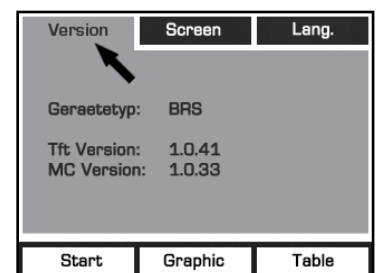 Version Screen Lang.
Geraetetyp: BRS
Tft Version: 1.0.41
MC Version: 1.0.33
Start Graphic Table